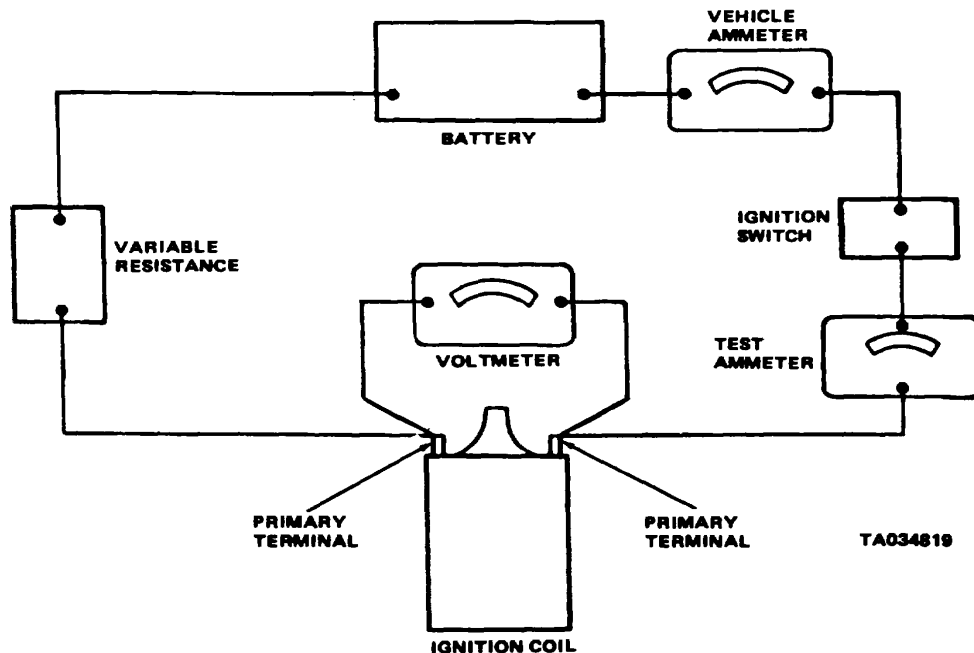 VEHICLE
AMMETER
BATTERY
IGNITION
SWITCH
VARIABLE
RESISTANCE
VOLTMETER
TEST
AMMETER
PRIMARY
TERMINAL
PRIMARY
TERMINAL
TA034819
IGNITION COIL